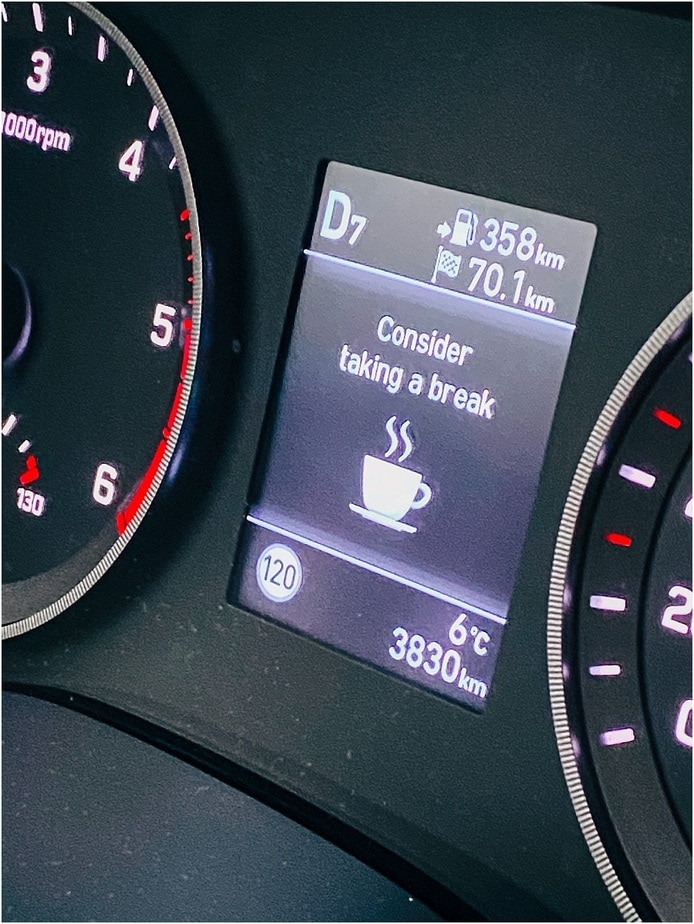 3
1000rpm
4
5
6
130
D7
358km
70.1km
Consider
taking a break
120
6°C
3830km